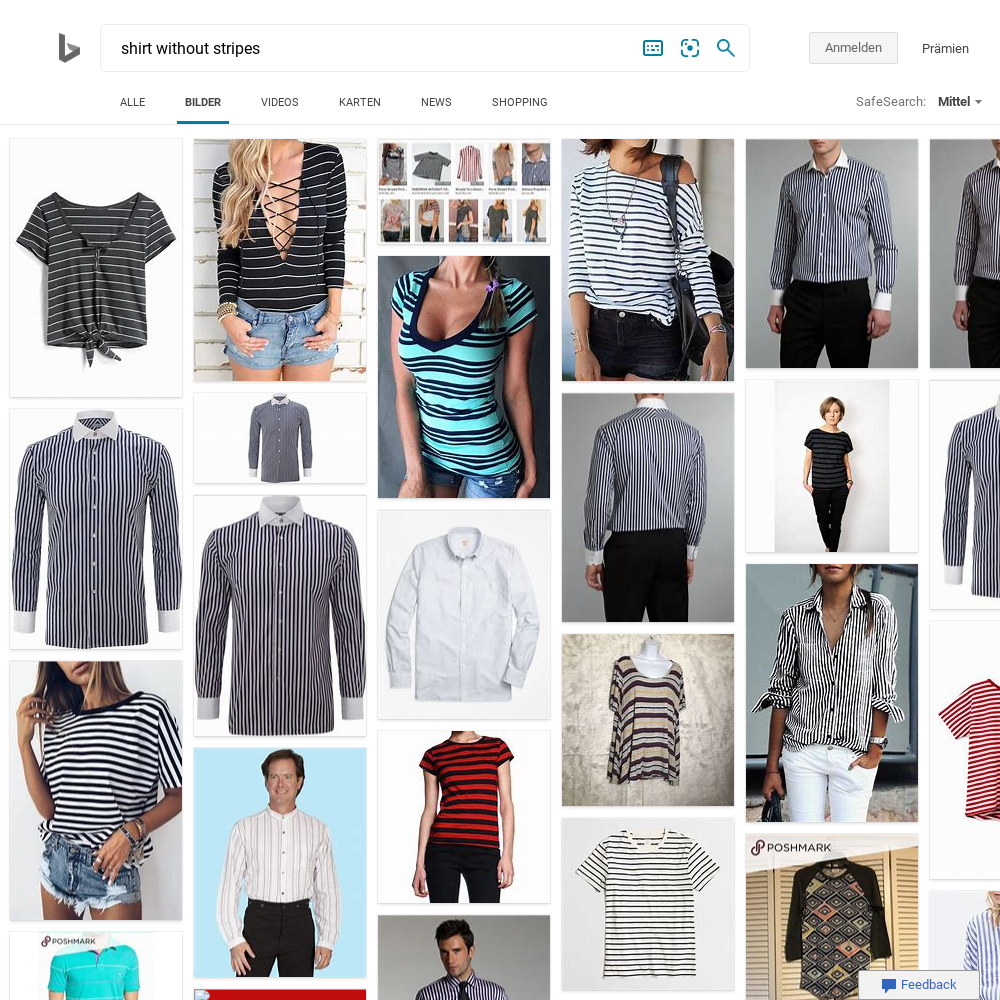 shirt without stripes
Anmelden
Prämien
ALLE
BILDER
VIDEOS
KARTEN
NEWS
SHOPPING
SafeSearch: Mittel
POSHMARK
POSHMARK
Feedback